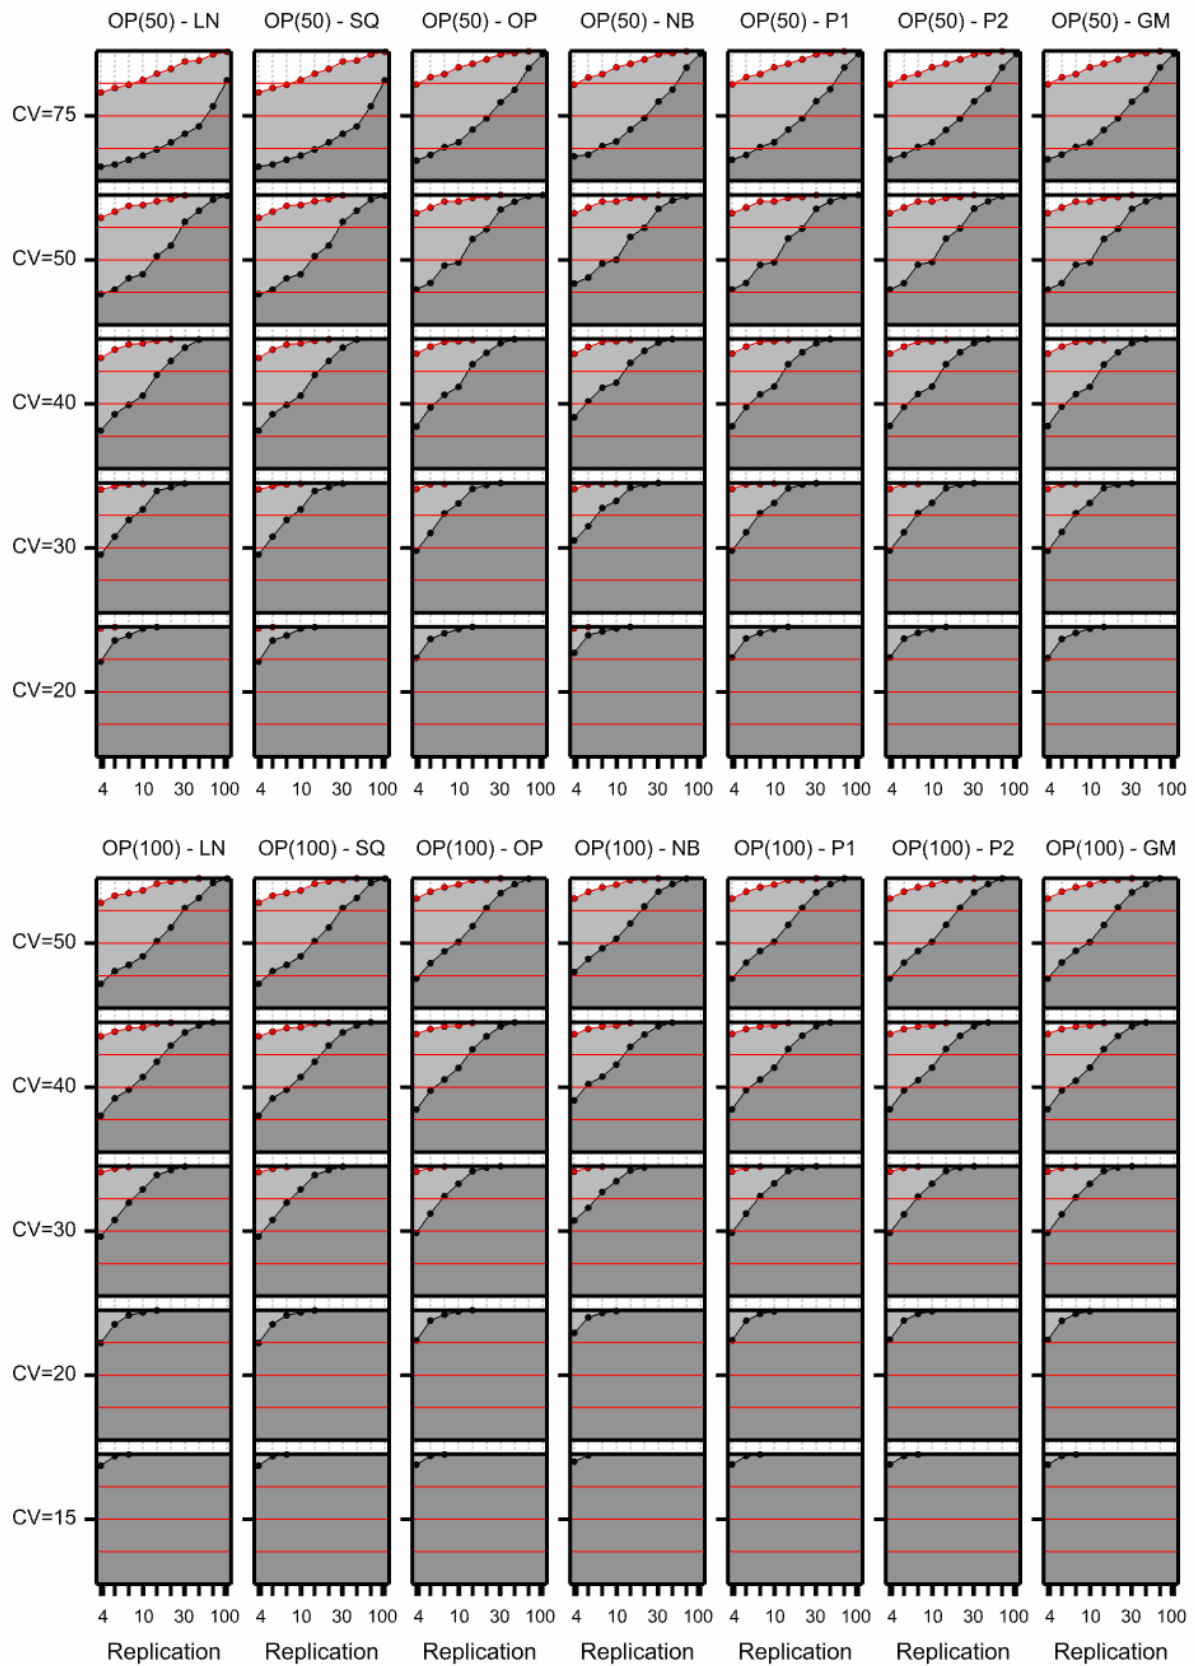 OP(50) - LN OP(50) - SQ OP(50) - OP OP(50) - NB OP(50) - P1 OP(50) - P2 OP(50) - GM
CV=75
CV=50
CV=40
CV=30
CV=20
4 10 30 100 4 10 30 100 4 10 30 100 4 10 30 100 4 10 30 100 4 10 30 100 4 10 30 100
OP(100) - LN OP(100) - SQ OP(100) - OP OP(100) - NB OP(100) - P1 OP(100) - P2 OP(100) - GM
CV=50
CV=40
CV=30
CV=20
CV=15
4 10 30 100 4 10 30 100 4 10 30 100 4 10 30 100 4 10 30 100 4 10 30 100 4 10 30 100
Replication Replication Replication Replication Replication Replication Replication